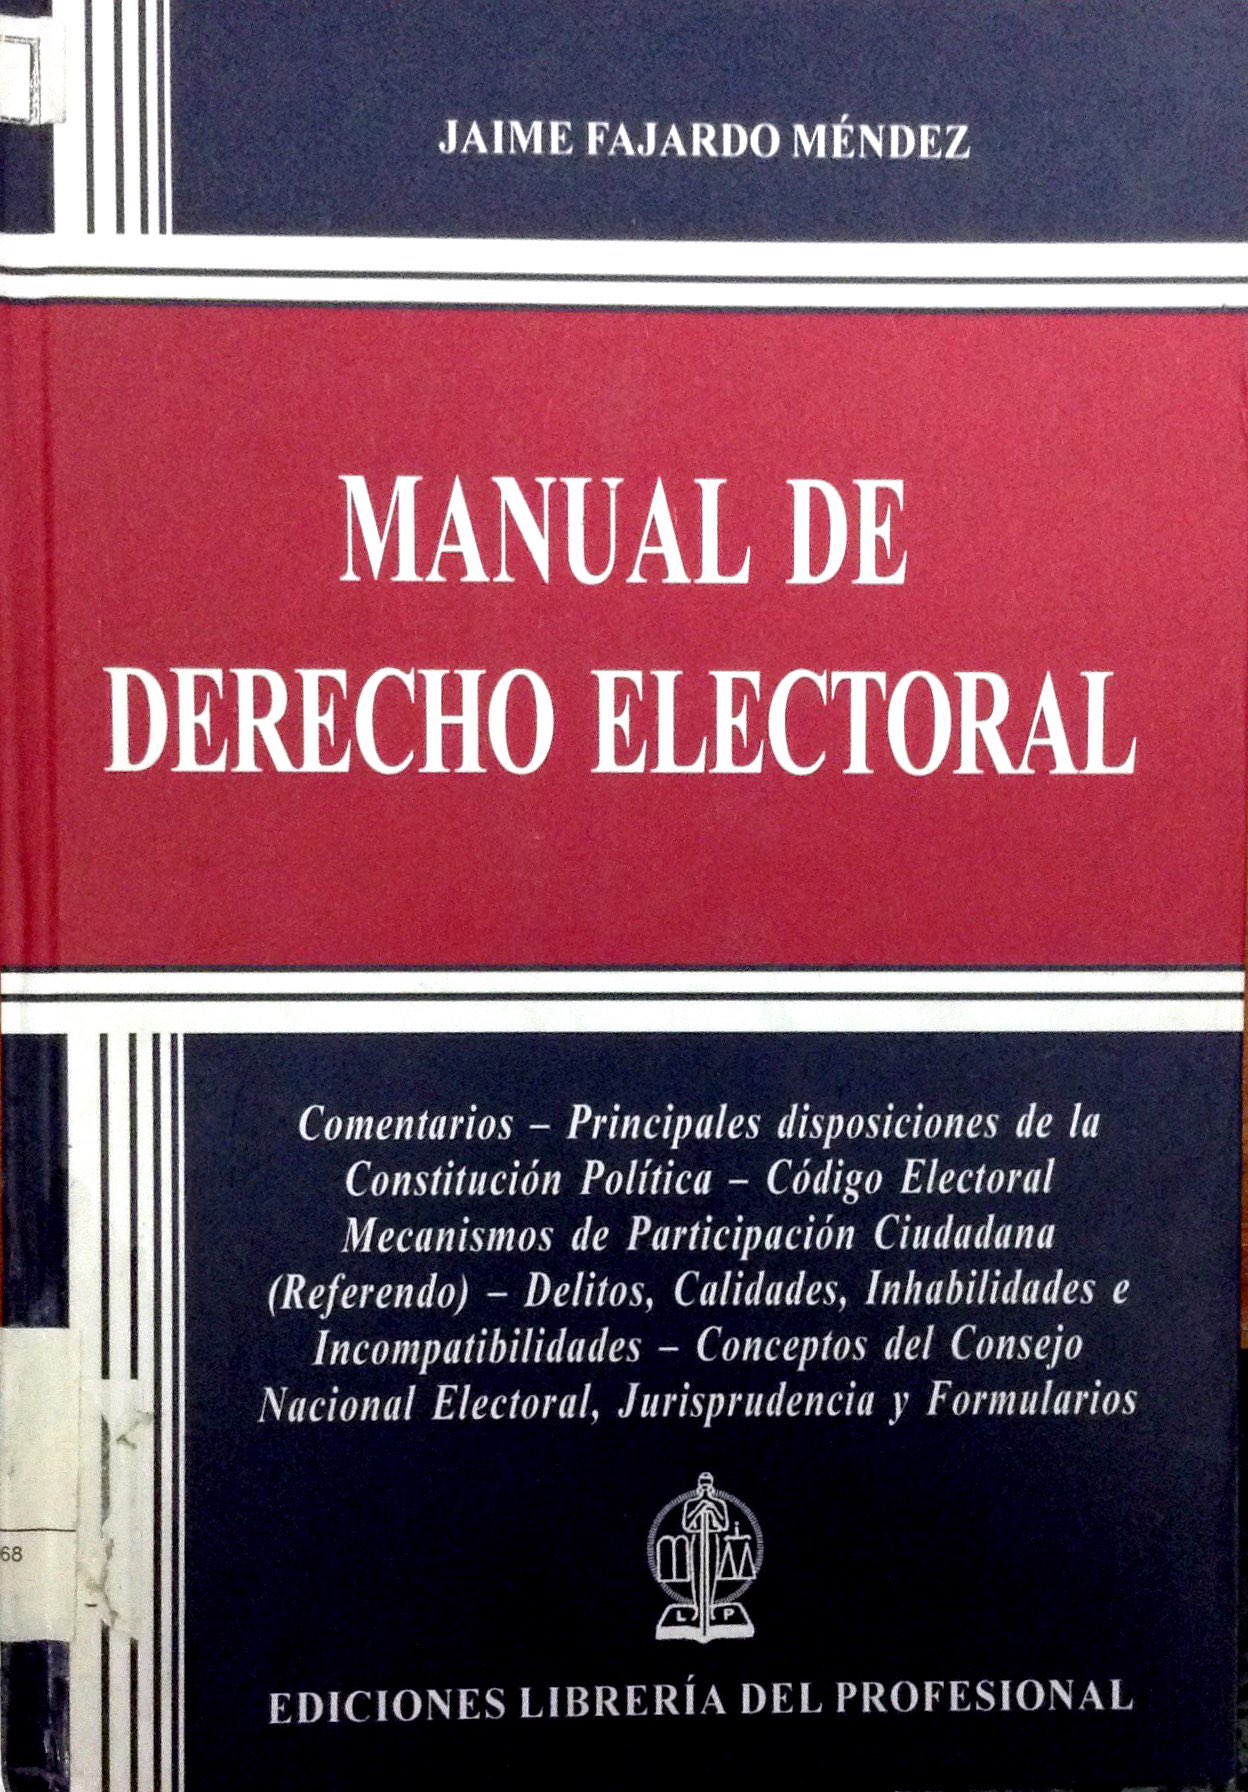 JAIME FAJARDO MÉNDEZ
MANUAL DE
DERECHO ELECTORAL
Comentarios – Principales disposiciones de la
Constitución Política – Código Electoral
Mecanismos de Participación Ciudadana
(Referendo) – Delitos, Calidades, Inhabilidades e
Incompatibilidades – Conceptos del Consejo
Nacional Electoral, Jurisprudencia y Formularios
68
L P
EDICIONES LIBRERÍA DEL PROFESIONAL